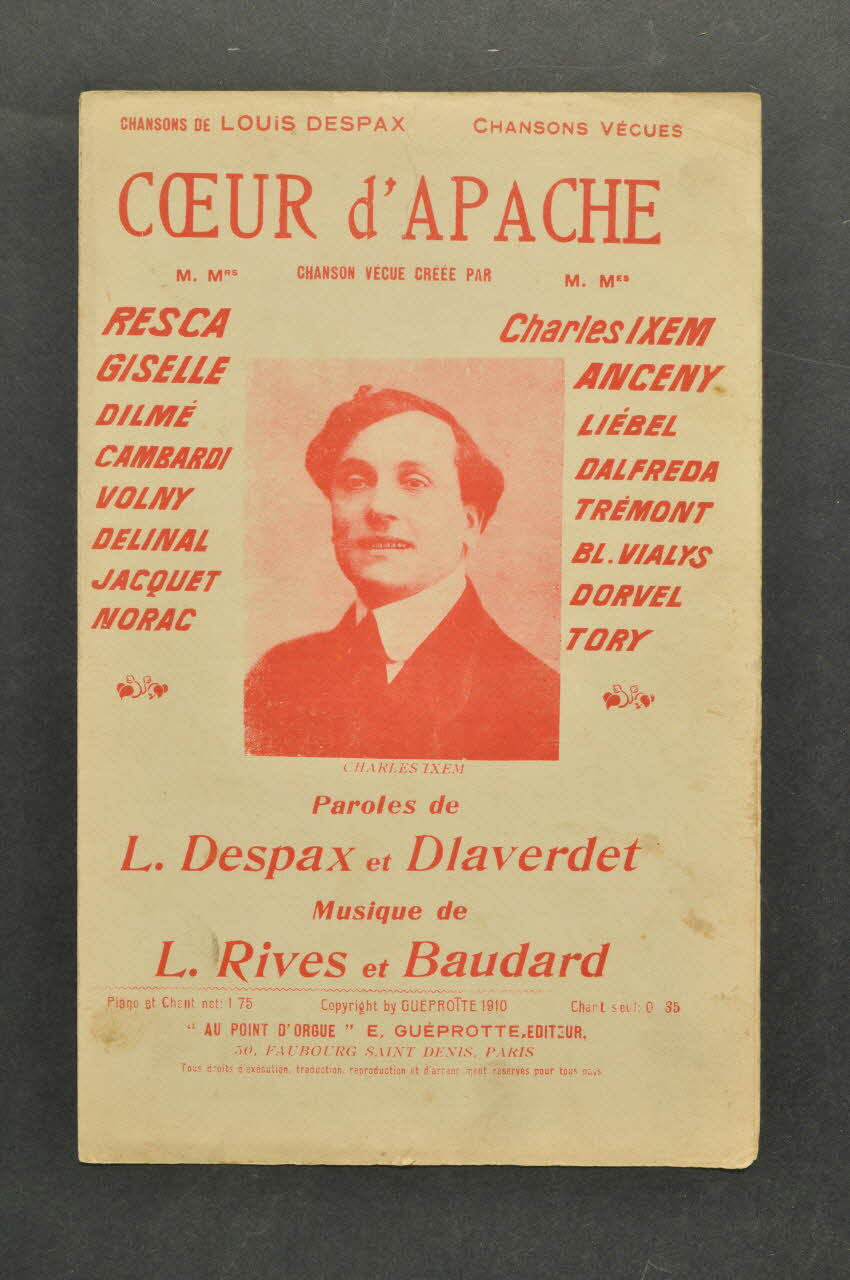 CHANSONS DE LOUiS DESPAX CHANSONS VÉCUES
CŒUR d'APACHE
M. Mrs CHANSON VÉCUE CRÉÉE PAR M. Mes
RESCA
GISELLE
DILMÉ
CAMBARDI
VOLNY
DELINAL
JACQUET
NORAC
Charles IXEM
ANCENY
LIÉBEL
DALFREDA
TRÉMONT
BL. VIALYS
DORVEL
TORY
CHARLES IXEM
Paroles de
L. Despax et Dlaverdet
Musique de
L. Rives et Baudard
Piano et Chant net: 1 75 Copyright by GUÉPROTTE 1910 Chant seul: 0 35
" AU POINT D'ORGUE " E. GUÉPROTTE, EDITEUR,
50, FAUBOURG SAINT DENIS, PARIS
Tous droits d'exécution, traduction, reproduction et d'arrangement réservés pour tous pays